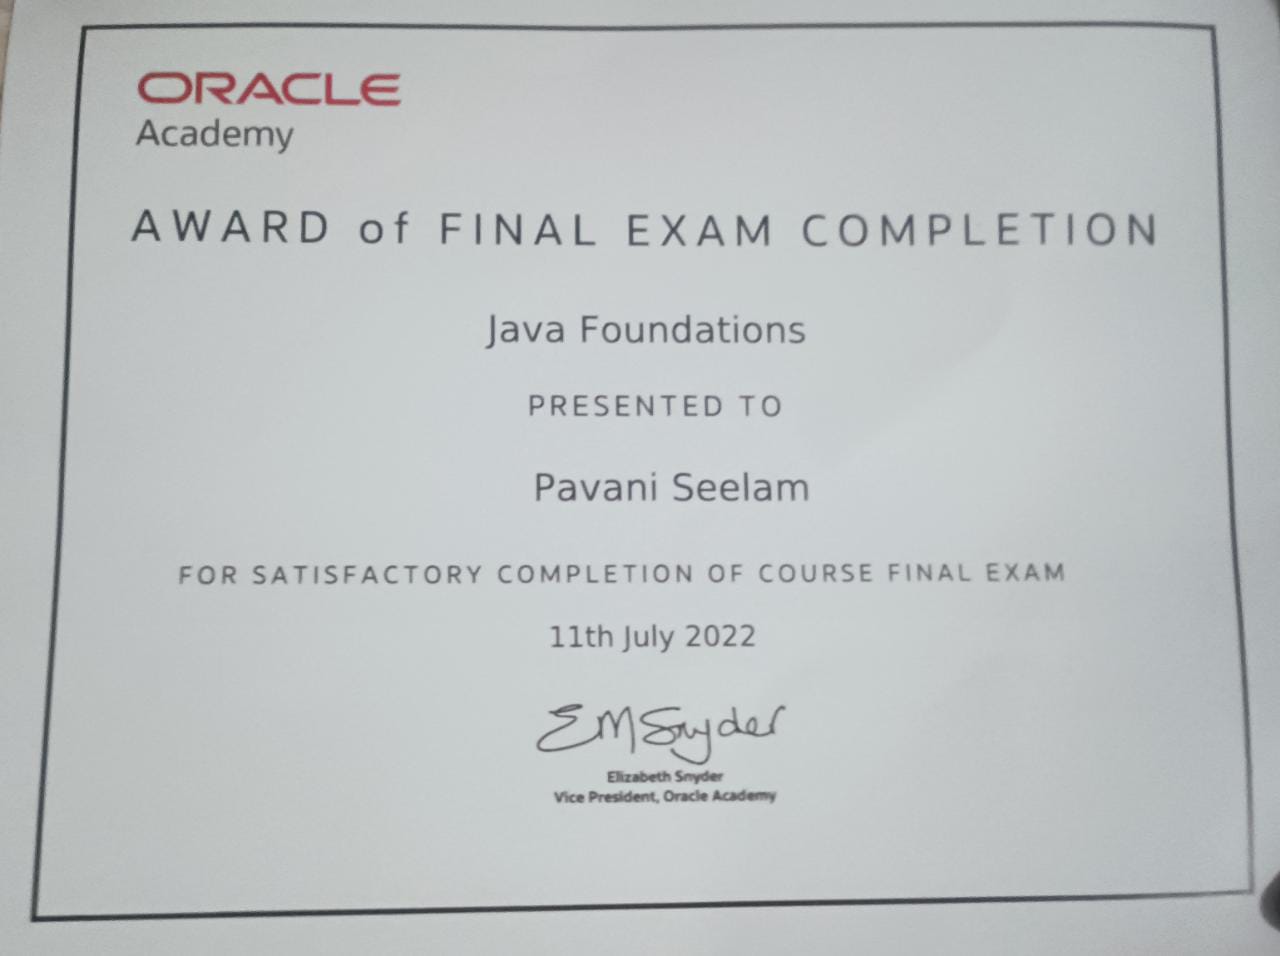 ORACLE
Academy
AWARD of FINAL EXAM COMPLETION
Java Foundations
PRESENTED TO
Pavani Seelam
FOR SATISFACTORY COMPLETION OF COURSE FINAL EXAM
11th July 2022
EMSnyder
Elizabeth Snyder
Vice President, Oracle Academy